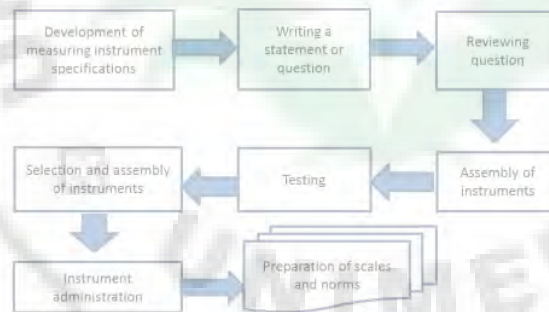 Development of
measuring instrument
specifications
Writing a
statement or
question
Reviewing
question
Assembly of
instruments
Testing
Selection and assembly
of instruments
Instrument
administration
Preparation of scales
and norms